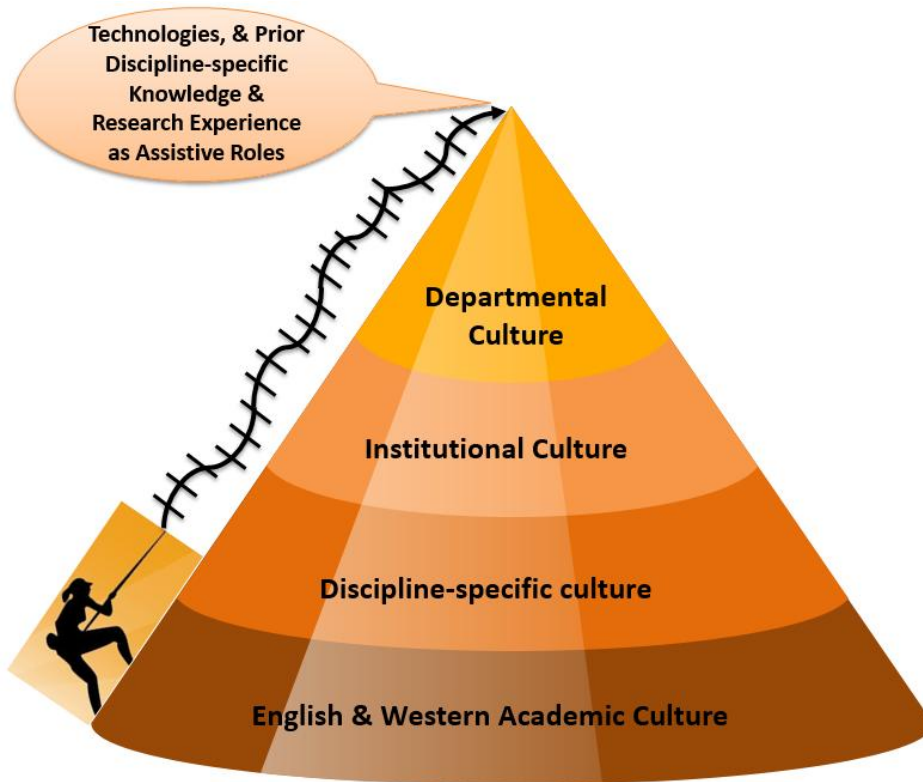 Technologies, & Prior
Discipline-specific
Knowledge &
Research Experience
as Assistive Roles
Departmental
Culture
Institutional Culture
Discipline-specific culture
English & Western Academic Culture